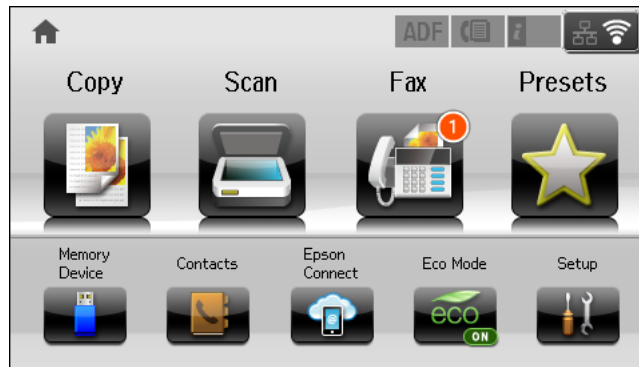 ADF i
Copy Scan Fax Presets
1
Memory Device Contacts Epson Connect Eco Mode Setup
@ eco
ON